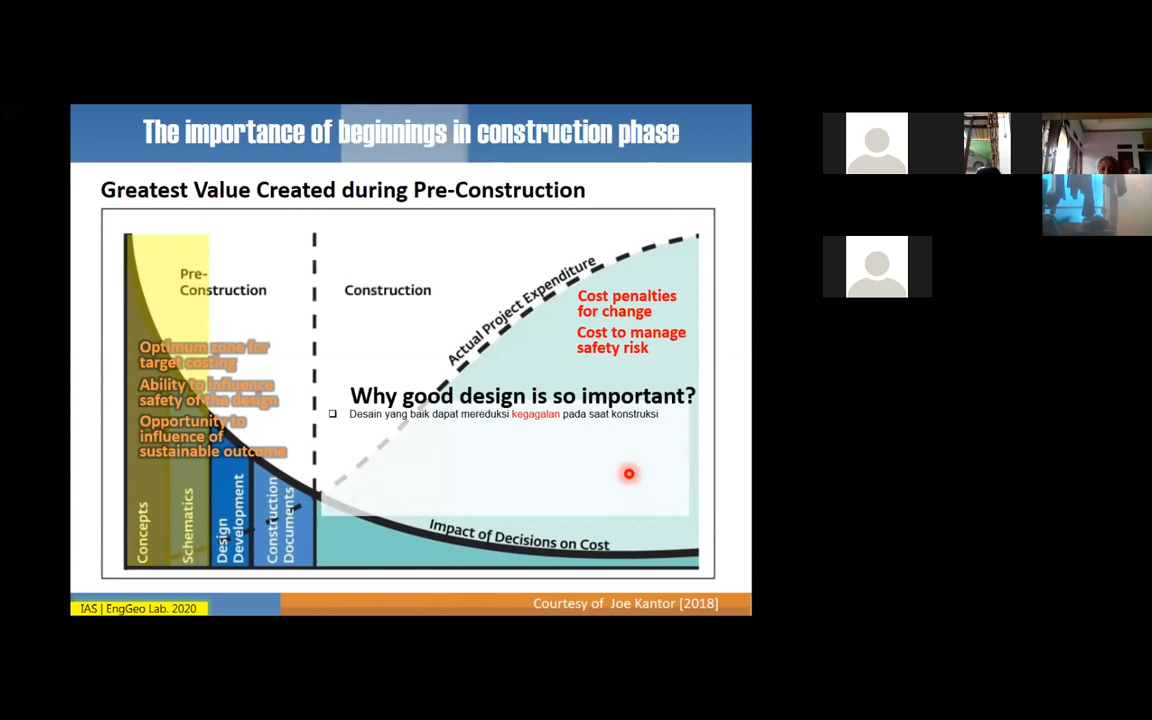 The importance of beginnings in construction phase
Greatest Value Created during Pre-Construction
Pre-
Construction
Construction
Actual Project Expenditure
Cost penalties
for change
Cost to manage
safety risk
Optimum zone for
target costing
Ability to influence
safety of the design
Opportunity to
influence of
sustainable outcome
Why good design is so important?
Desain yang baik dapat mereduksi kegagalan pada saat konstruksi
Concepts
Schematics
Design
Development
Construction
Documents
Impact of Decisions on Cost
IAS | EngGeo Lab. 2020
Courtesy of Joe Kantor [2018]